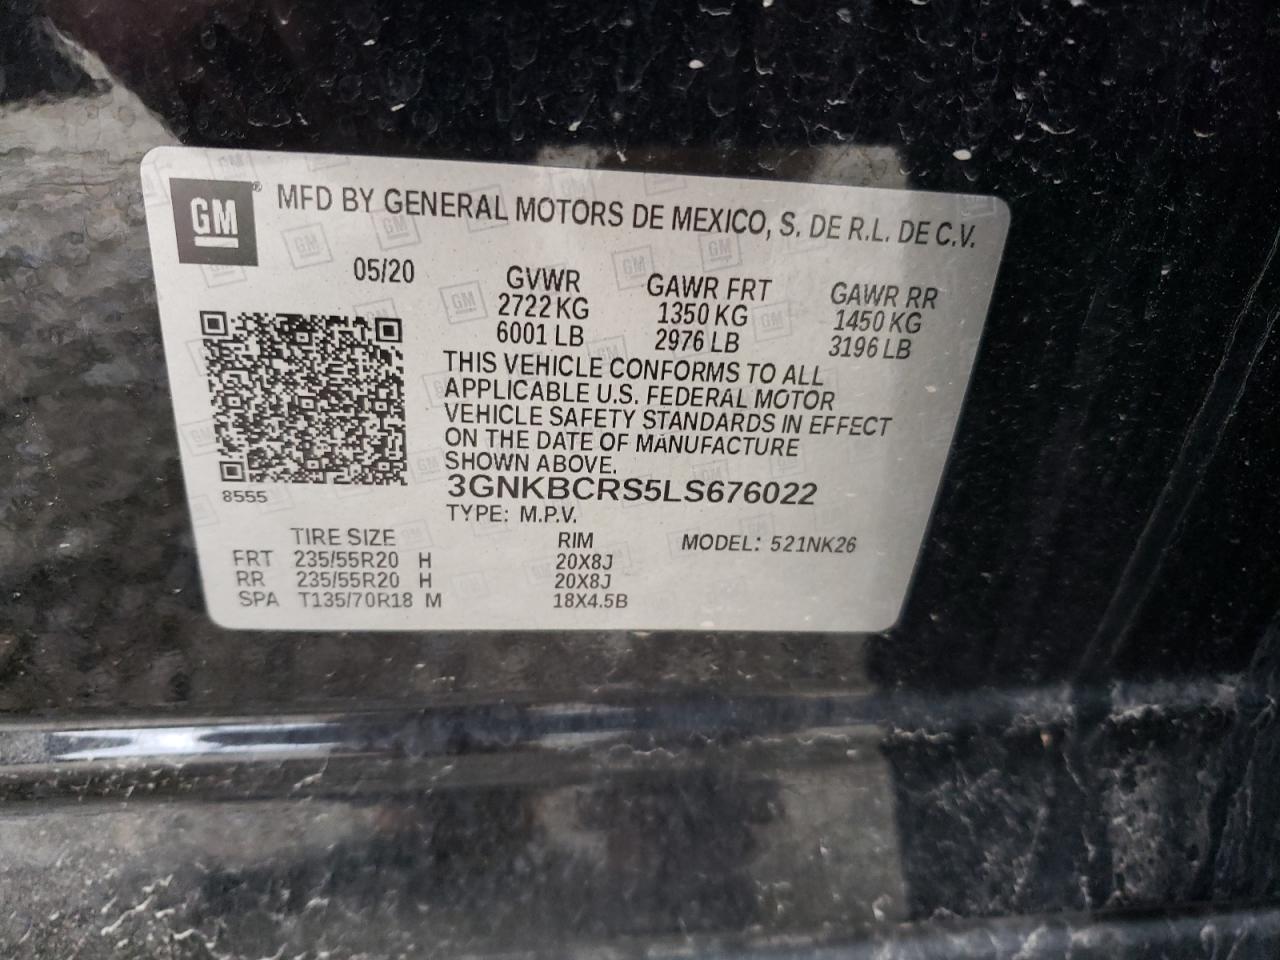 GM® MFD BY GENERAL MOTORS DE MEXICO, S. DE R.L. DE C.V.
05/20 GVWR GAWR FRT GAWR RR
2722 KG 1350 KG 1450 KG
6001 LB 2976 LB 3196 LB
THIS VEHICLE CONFORMS TO ALL
APPLICABLE U.S. FEDERAL MOTOR
VEHICLE SAFETY STANDARDS IN EFFECT
ON THE DATE OF MANUFACTURE
SHOWN ABOVE.
8555 3GNKBCRS5LS676022
TYPE: M.P.V.
TIRE SIZE RIM MODEL: 521NK26
FRT 235/55R20 H 20X8J
RR 235/55R20 H 20X8J
SPA T135/70R18 M 18X4.5B